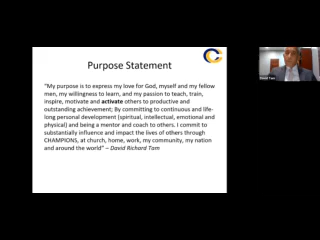 Purpose Statement
"My purpose is to express my love for God, myself and my fellow
men, my willingness to learn, and my passion to teach, train,
inspire, motivate and activate others to productive and
outstanding achievement; By committing to continuous and life-
long personal development (spiritual, intellectual, emotional and
physical) and being a mentor and coach to others. I commit to
substantially influence and impact the lives of others through
CHAMPIONS, at church, home, work, my community, my nation
and around the world" – David Richard Tam
David Tam